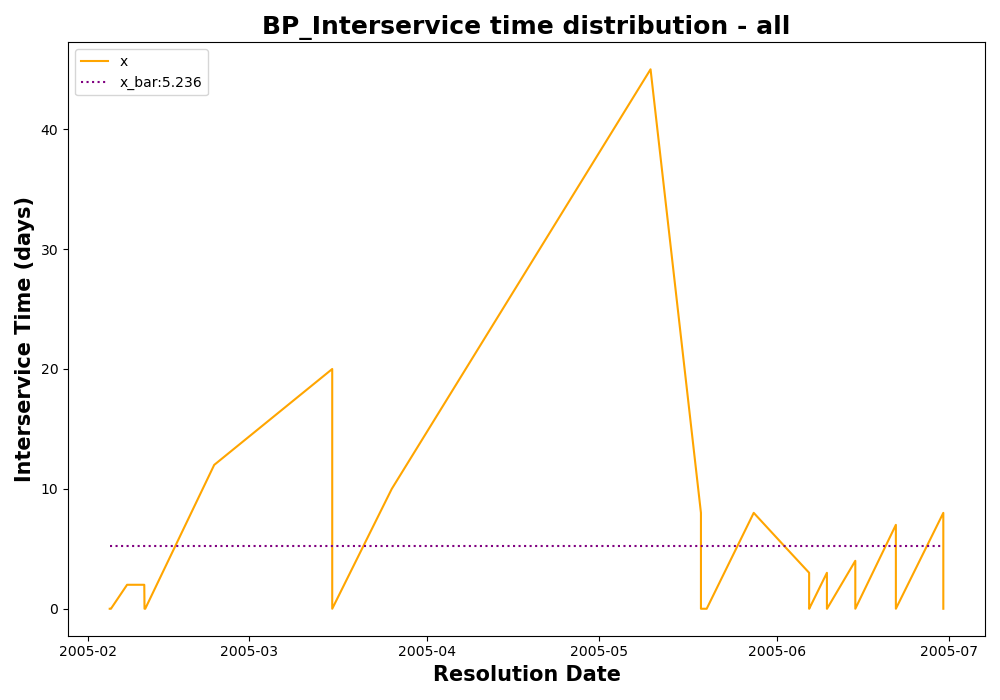 BP_Interservice time distribution - all
x
x_bar:5.236
Interservice Time (days)
40
30
20
10
0
2005-02 2005-03 2005-04 2005-05 2005-06 2005-07
Resolution Date